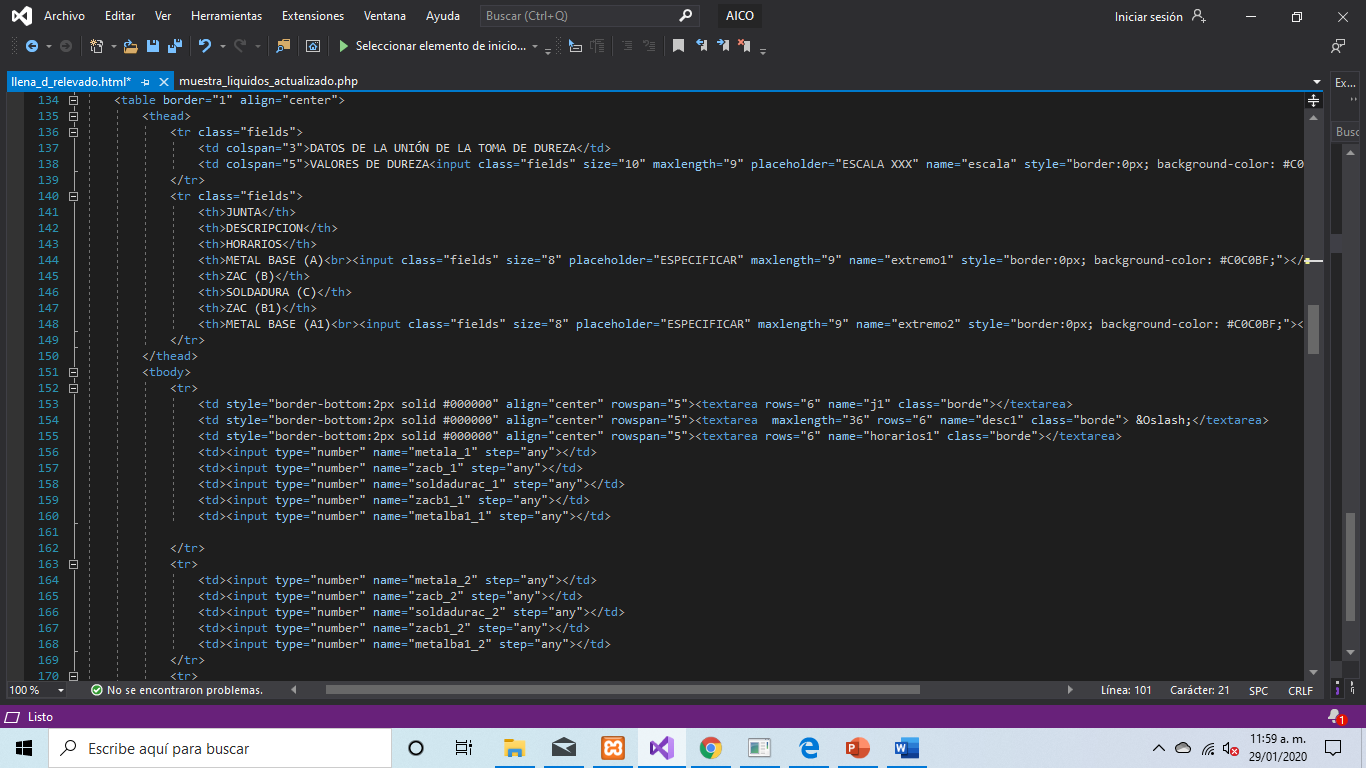 Archivo Editar Ver Herramientas Extensiones Ventana Ayuda Buscar (Ctrl+Q) AICO Iniciar sesión
Seleccionar elemento de inicio...
llena_d_relevado.html* muestra_liquidos_actualizado.php Ex...
Busc
134 <table border="1" align="center">
135 <thead>
136 <tr class="fields">
137 <td colspan="3">DATOS DE LA UNIÓN DE LA TOMA DE DUREZA</td>
138 <td colspan="5">VALORES DE DUREZA<input class="fields" size="10" maxlength="9" placeholder="ESCALA XXX" name="escala" style="border:0px; background-color: #C0
139 </tr>
140 <tr class="fields">
141 <th>JUNTA</th>
142 <th>DESCRIPCION</th>
143 <th>HORARIOS</th>
144 <th>METAL BASE (A)<br><input class="fields" size="8" placeholder="ESPECIFICAR" maxlength="9" name="extremo1" style="border:0px; background-color: #C0C0BF;"></
145 <th>ZAC (B)</th>
146 <th>SOLDADURA (C)</th>
147 <th>ZAC (B1)</th>
148 <th>METAL BASE (A1)<br><input class="fields" size="8" placeholder="ESPECIFICAR" maxlength="9" name="extremo2" style="border:0px; background-color: #C0C0BF;"><
149 </tr>
150 </thead>
151 <tbody>
152 <tr>
153 <td style="border-bottom:2px solid #000000" align="center" rowspan="5"><textarea rows="6" name="j1" class="borde"></textarea>
154 <td style="border-bottom:2px solid #000000" align="center" rowspan="5"><textarea  maxlength="36" rows="6" name="desc1" class="borde"> &Oslash;</textarea>
155 <td style="border-bottom:2px solid #000000" align="center" rowspan="5"><textarea rows="6" name="horarios1" class="borde"></textarea>
156 <td><input type="number" name="metala_1" step="any"></td>
157 <td><input type="number" name="zacb_1" step="any"></td>
158 <td><input type="number" name="soldadurac_1" step="any"></td>
159 <td><input type="number" name="zacb1_1" step="any"></td>
160 <td><input type="number" name="metalba1_1" step="any"></td>
161
162 </tr>
163 <tr>
164 <td><input type="number" name="metala_2" step="any"></td>
165 <td><input type="number" name="zacb_2" step="any"></td>
166 <td><input type="number" name="soldadurac_2" step="any"></td>
167 <td><input type="number" name="zacb1_2" step="any"></td>
168 <td><input type="number" name="metalba1_2" step="any"></td>
169 </tr>
170 <tr>
100 % No se encontraron problemas. Línea: 101 Carácter: 21 SPC CRLF
Listo 1
Escribe aquí para buscar 11:59 a. m.
29/01/2020